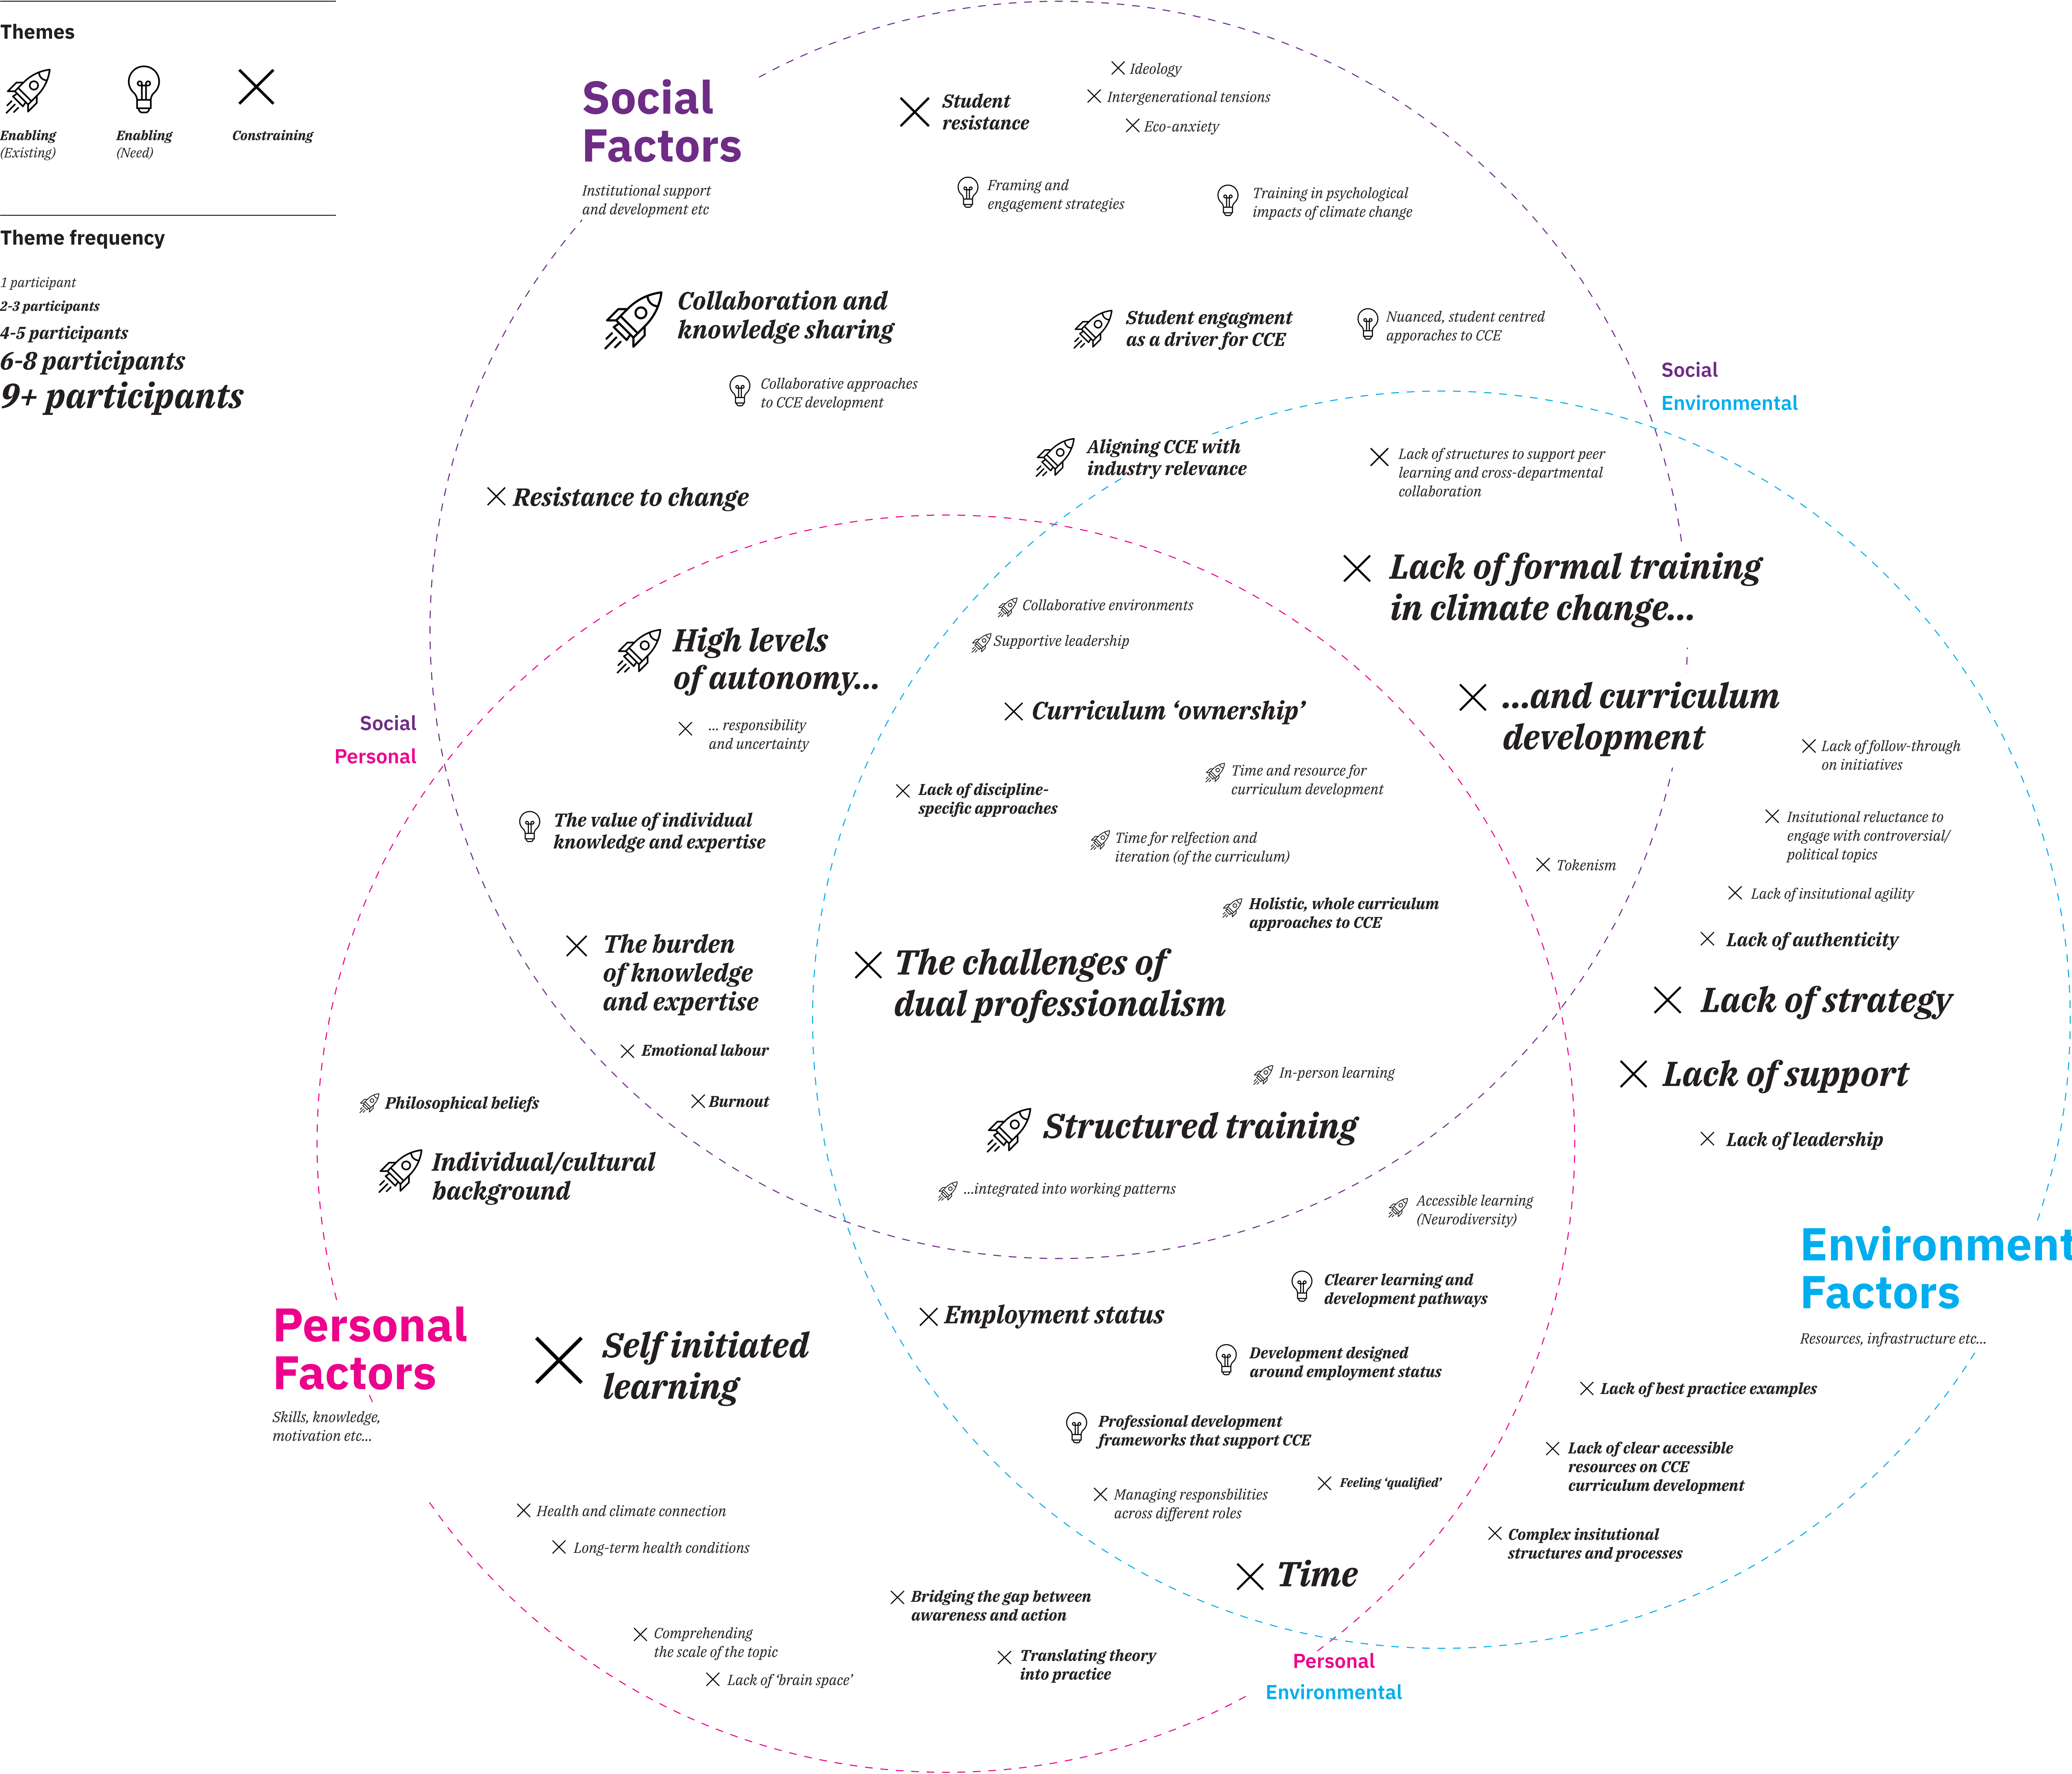 Themes
Enabling
(Existing)
Enabling
(Need)
Constraining
Theme frequency
1 participant
2-3 participants
4-5 participants
6-8 participants
9+ participants
Social
Factors
Institutional support
and development etc
Student
resistance
Ideology
Intergenerational tensions
Eco-anxiety
Framing and
engagement strategies
Training in psychological
impacts of climate change
Collaboration and
knowledge sharing
Student engagment
as a driver for CCE
Nuanced, student centred
apporaches to CCE
Collaborative approaches
to CCE development
Social
Environmental
Aligning CCE with
industry relevance
Lack of structures to support peer
learning and cross-departmental
collaboration
Resistance to change
Lack of formal training
in climate change...
Collaborative environments
Supportive leadership
High levels
of autonomy...
... responsibility
and uncertainty
Curriculum ‘ownership’
...and curriculum
development
Social
Personal
Lack of follow-through
on initiatives
Time and resource for
curriculum development
Lack of discipline-
specific approaches
The value of individual
knowledge and expertise
Insitutional reluctance to
engage with controversial/
political topics
Time for relfection and
iteration (of the curriculum)
Tokenism
Lack of insitutional agility
Holistic, whole curriculum
approaches to CCE
Lack of authenticity
The burden
of knowledge
and expertise
The challenges of
dual professionalism
Lack of strategy
Emotional labour
Lack of support
In-person learning
Philosophical beliefs
Burnout
Structured training
Lack of leadership
Individual/cultural
background
...integrated into working patterns
Accessible learning
(Neurodiversity)
Environment
Factors
Resources, infrastructure etc...
Clearer learning and
development pathways
Employment status
Personal
Factors
Skills, knowledge,
motivation etc...
Self initiated
learning
Development designed
around employment status
Lack of best practice examples
Professional development
frameworks that support CCE
Lack of clear accessible
resources on CCE
curriculum development
Feeling ‘qualified’
Managing responsbilities
across different roles
Health and climate connection
Long-term health conditions
Complex insitutional
structures and processes
Time
Bridging the gap between
awareness and action
Comprehending
the scale of the topic
Translating theory
into practice
Lack of ‘brain space’
Personal
Environmental